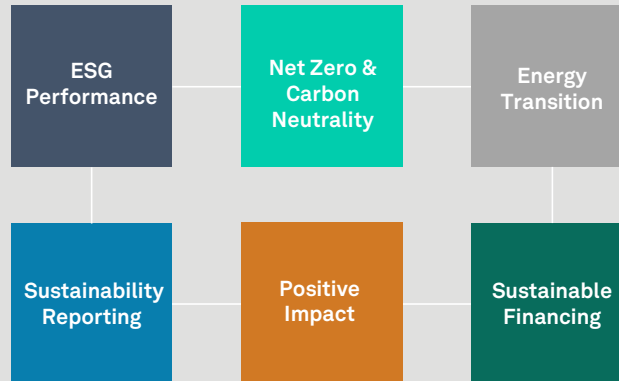 ESG
Performance
Net Zero &
Carbon
Neutrality
Energy
Transition
Sustainability
Reporting
Positive
Impact
Sustainable
Financing